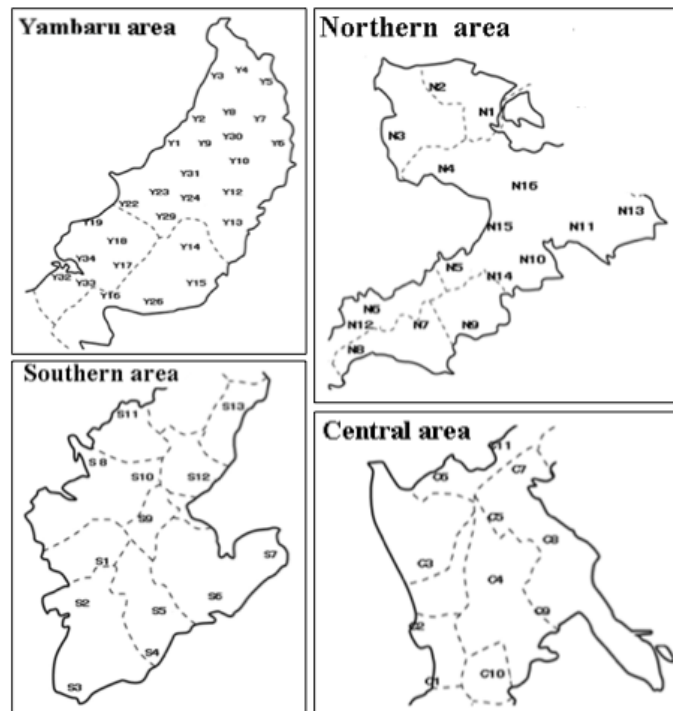 Yambaru area
Y4
Y3
Y5
Y8
Y2
Y7
Y30
Y1
Y9
Y6
Y10
Y31
Y23
Y24
Y12
Y22
Y29
Y19
Y13
Y18
Y14
Y34
Y17
Y32
Y33
Y15
Y16
Y26
Northern area
N2
N1
N3
N4
N16
N13
N15
N11
N10
N5
N14
N6
N12
N7
N9
N8
Southern area
S11
S13
S 8
S10
S12
S9
S1
S7
S2
S6
S5
S4
S3
Central area
C11
C6
C7
C5
C8
C3
C4
C2
C9
C10
C1